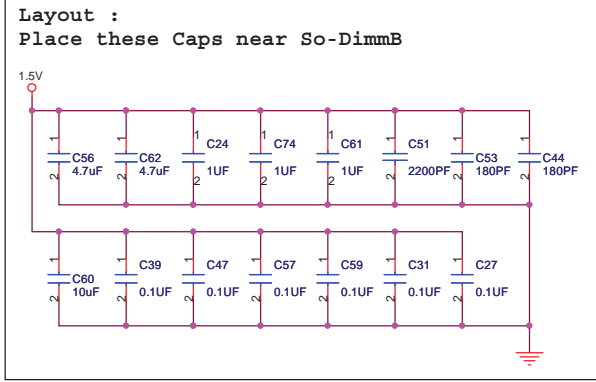 Layout :
Place these Caps near So-DimmB
1.5V
1 1 1 1 1 1 1 1
C56 C62 C24 C74 C61 C51 C53 C44
4.7uF 4.7uF 1UF 1UF 1UF 2200PF 180PF 180PF
2 2 2 2 2 2 2 2
1 1 1 1 1 1 1
C60 C39 C47 C57 C59 C31 C27
10uF 0.1UF 0.1UF 0.1UF 0.1UF 0.1UF 0.1UF
2 2 2 2 2 2 2